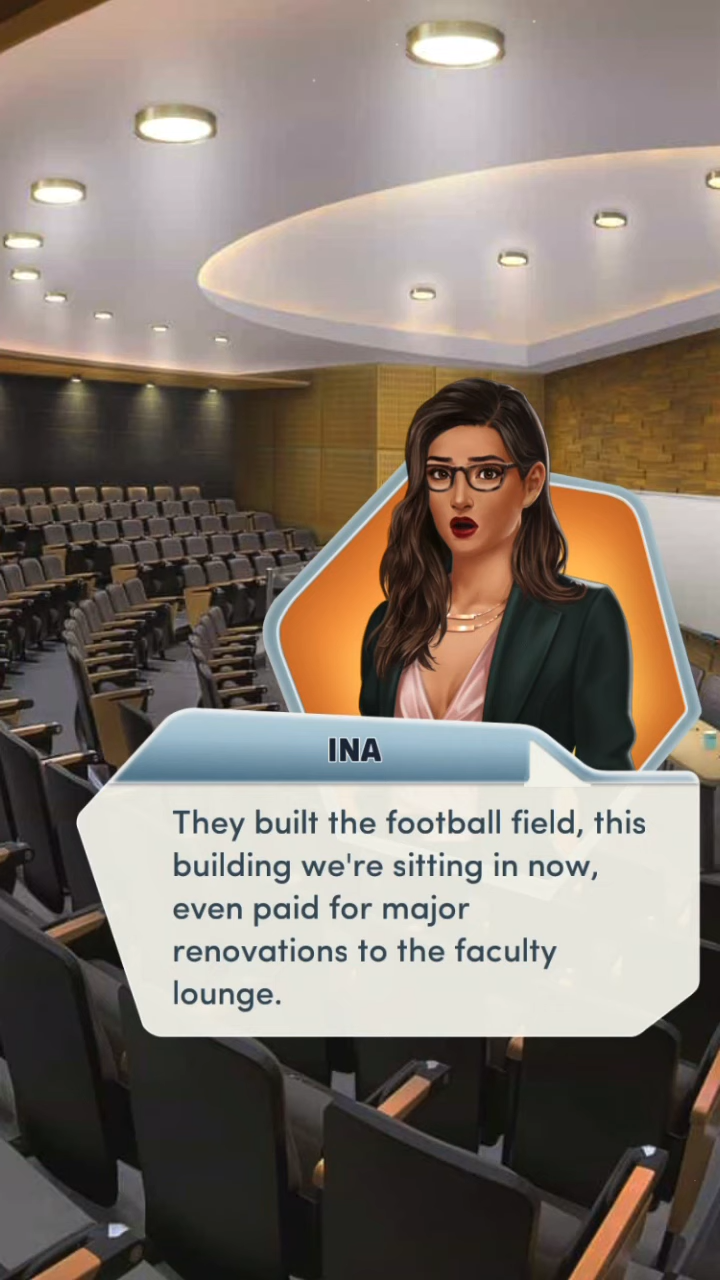 INA
They built the football field, this
building we're sitting in now,
even paid for major
renovations to the faculty
lounge.